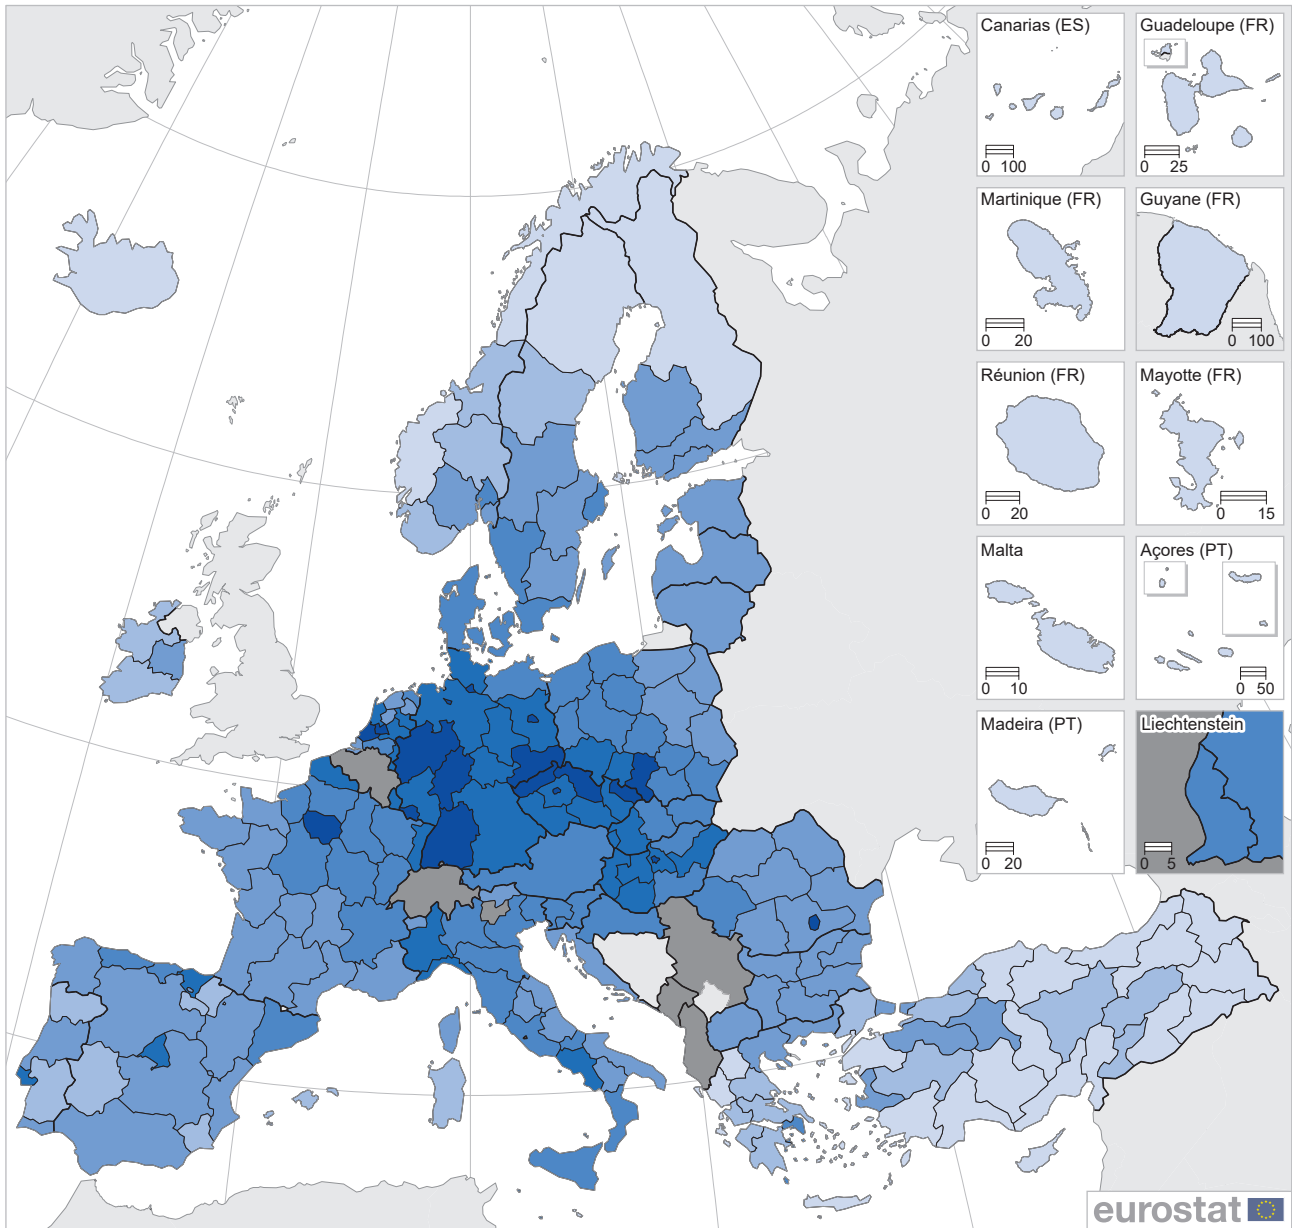 Canarias (ES)
0 100
Guadeloupe (FR)
0 25
Martinique (FR)
0 20
Guyane (FR)
0 100
Réunion (FR)
0 20
Mayotte (FR)
0 15
Malta
0 10
Açores (PT)
0 50
Madeira (PT)
0 20
Liechtenstein
0 5
eurostat